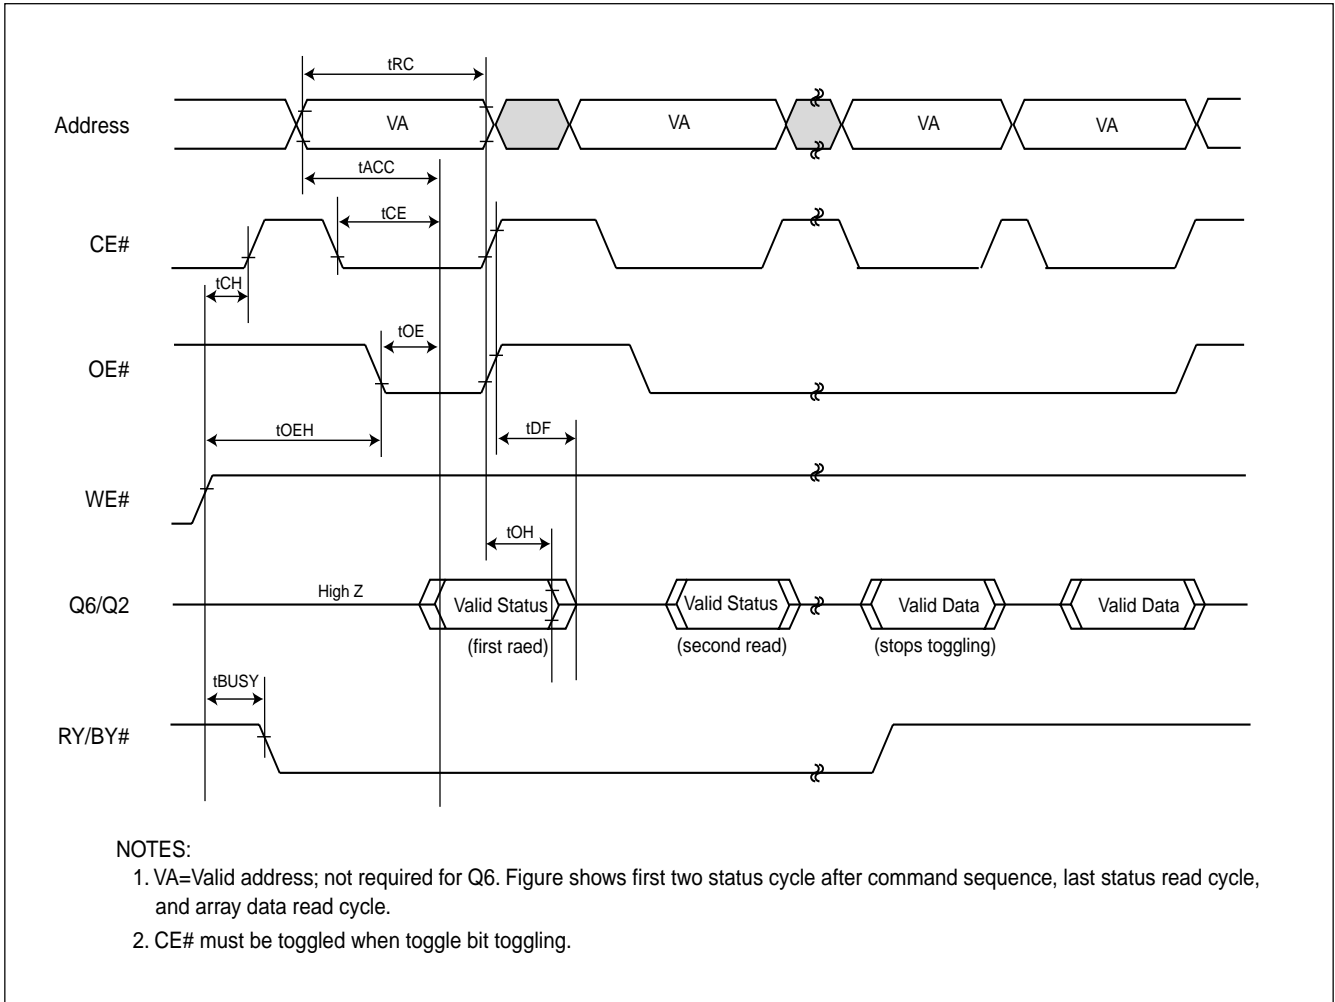 tRC
Address
VA
VA
VA
VA
tACC
tCE
CE#
tCH
tOE
OE#
tOEH
tDF
WE#
tOH
High Z
Q6/Q2
Valid Status
Valid Status
Valid Data
Valid Data
(first raed)
(second read)
(stops toggling)
tBUSY
RY/BY#
NOTES:
1. VA=Valid address; not required for Q6. Figure shows first two status cycle after command sequence, last status read cycle,
and array data read cycle.
2. CE# must be toggled when toggle bit toggling.